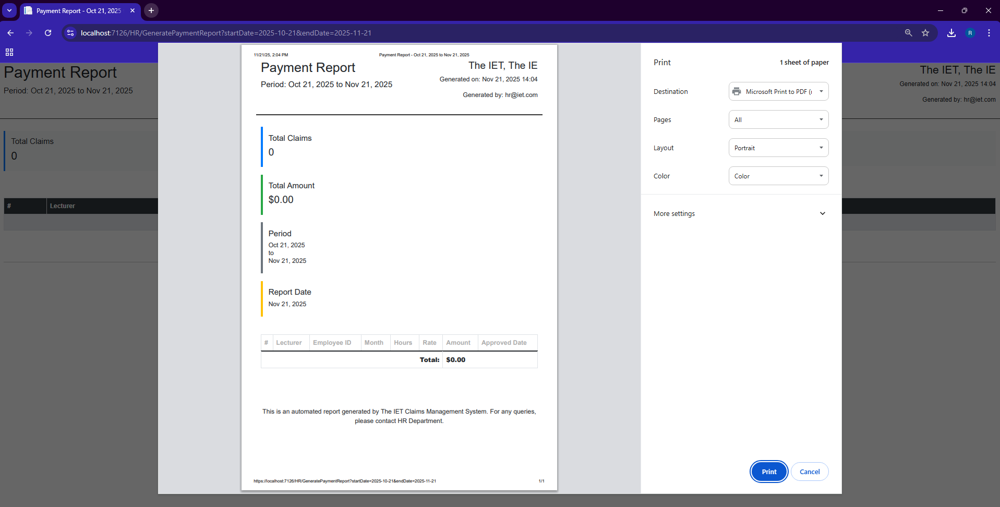 Payment Report - Oct 21, 2025
localhost:7126/HR/GeneratePaymentReport?startDate=2025-10-21&endDate=2025-11-21
R
Payment Report
Period: Oct 21, 2025 to Nov 21, 2025
Total Claims
0
# Lecturer
11/21/25, 2:04 PM Payment Report - Oct 21, 2025 to Nov 21, 2025
Payment Report The IET, The IE
Period: Oct 21, 2025 to Nov 21, 2025 Generated on: Nov 21, 2025 14:04
Generated by: hr@iet.com
Total Claims
0
Total Amount
$0.00
Period
Oct 21, 2025
to
Nov 21, 2025
Report Date
Nov 21, 2025
# Lecturer Employee ID Month Hours Rate Amount Approved Date
Total: $0.00
This is an automated report generated by The IET Claims Management System. For any queries,
please contact HR Department.
https://localhost:7126/HR/GeneratePaymentReport?startDate=2025-10-21&endDate=2025-11-21 1/1
Print 1 sheet of paper
Destination Microsoft Print to PDF (
Pages All
Layout Portrait
Color Color
More settings
Print Cancel
The IET, The IE
Generated on: Nov 21, 2025 14:04
Generated by: hr@iet.com